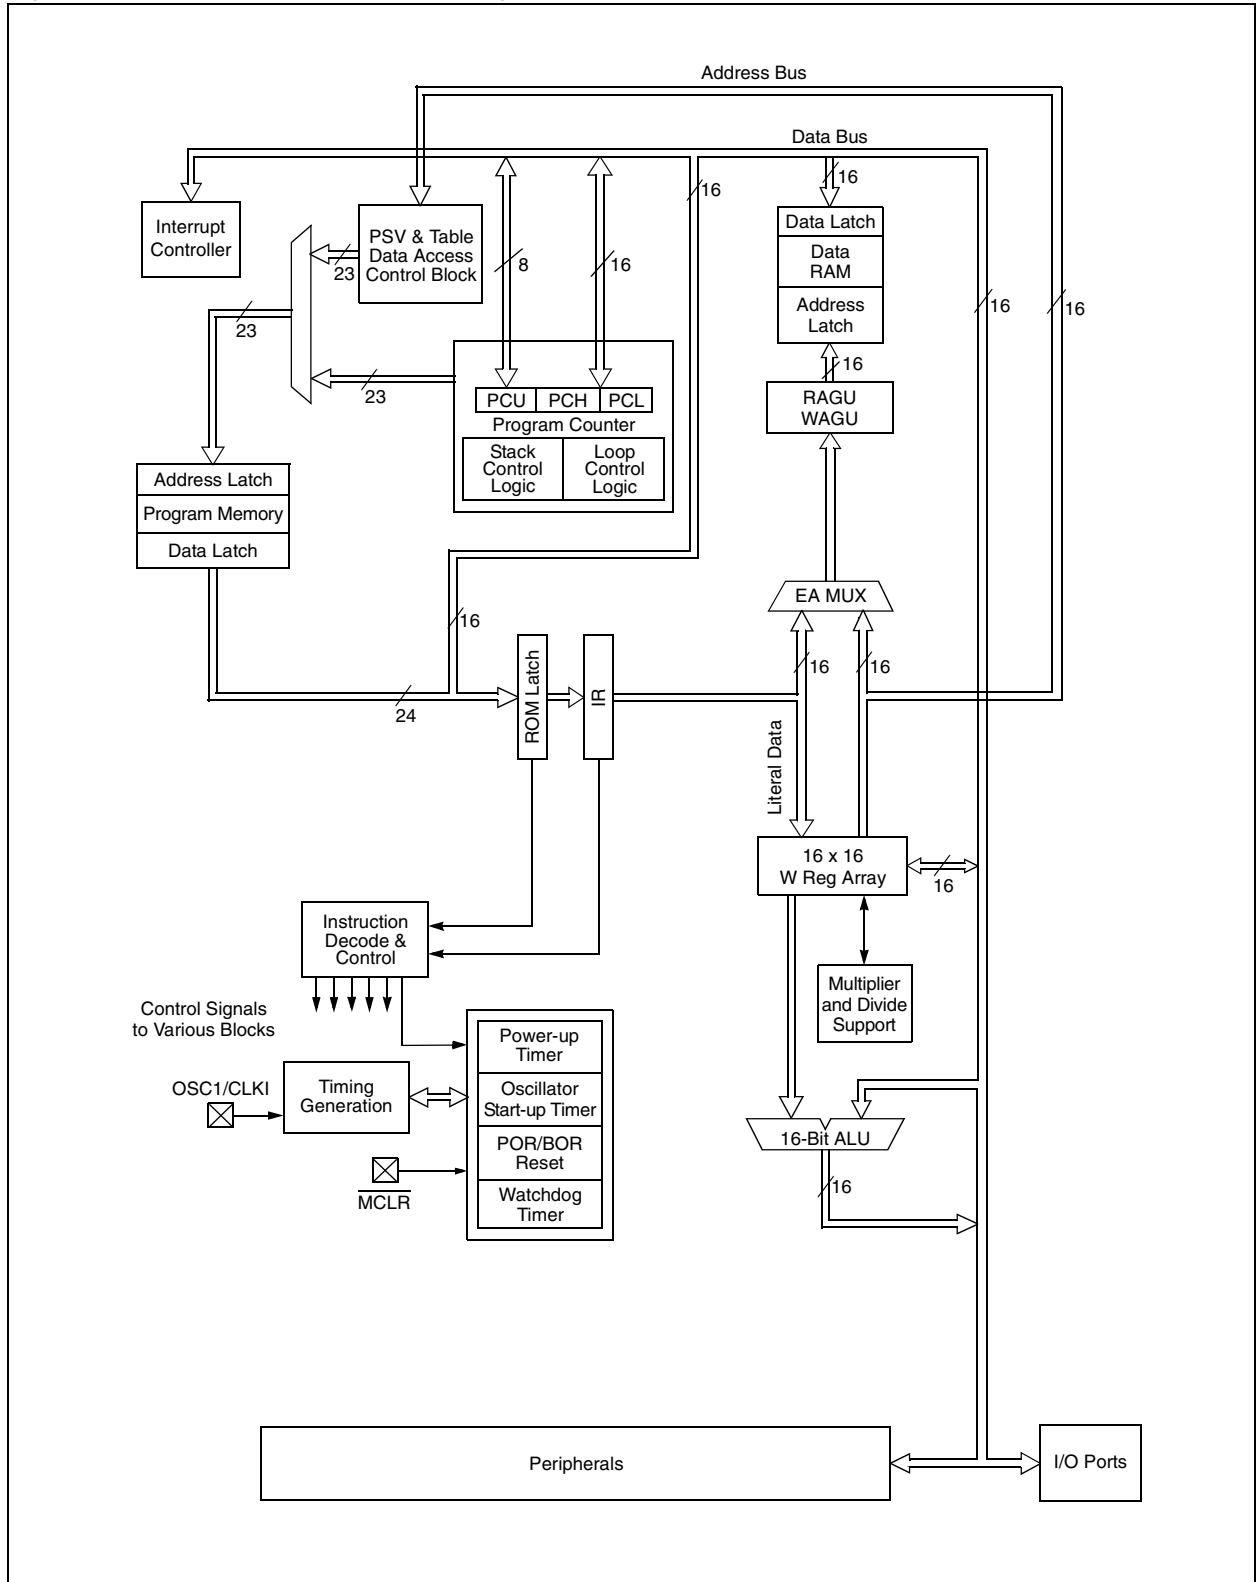 Address Bus
Data Bus
16
16
Interrupt
Controller
PSV & Table
Data Access
Control Block
23
8
16
Data Latch
Data
RAM
Address
Latch
16
16
23
16
23
RAGU
WAGU
PCU
PCH
PCL
Program Counter
Stack
Control
Logic
Loop
Control
Logic
Address Latch
Program Memory
Data Latch
EA MUX
16
16
16
24
ROM Latch
IR
Literal Data
16 x 16
W Reg Array
16
Instruction
Decode &
Control
Multiplier
and Divide
Support
Control Signals
to Various Blocks
Power-up
Timer
OSC1/CLKI
Timing
Generation
Oscillator
Start-up Timer
16-Bit ALU
POR/BOR
Reset
MCLR
16
Watchdog
Timer
Peripherals
I/O Ports